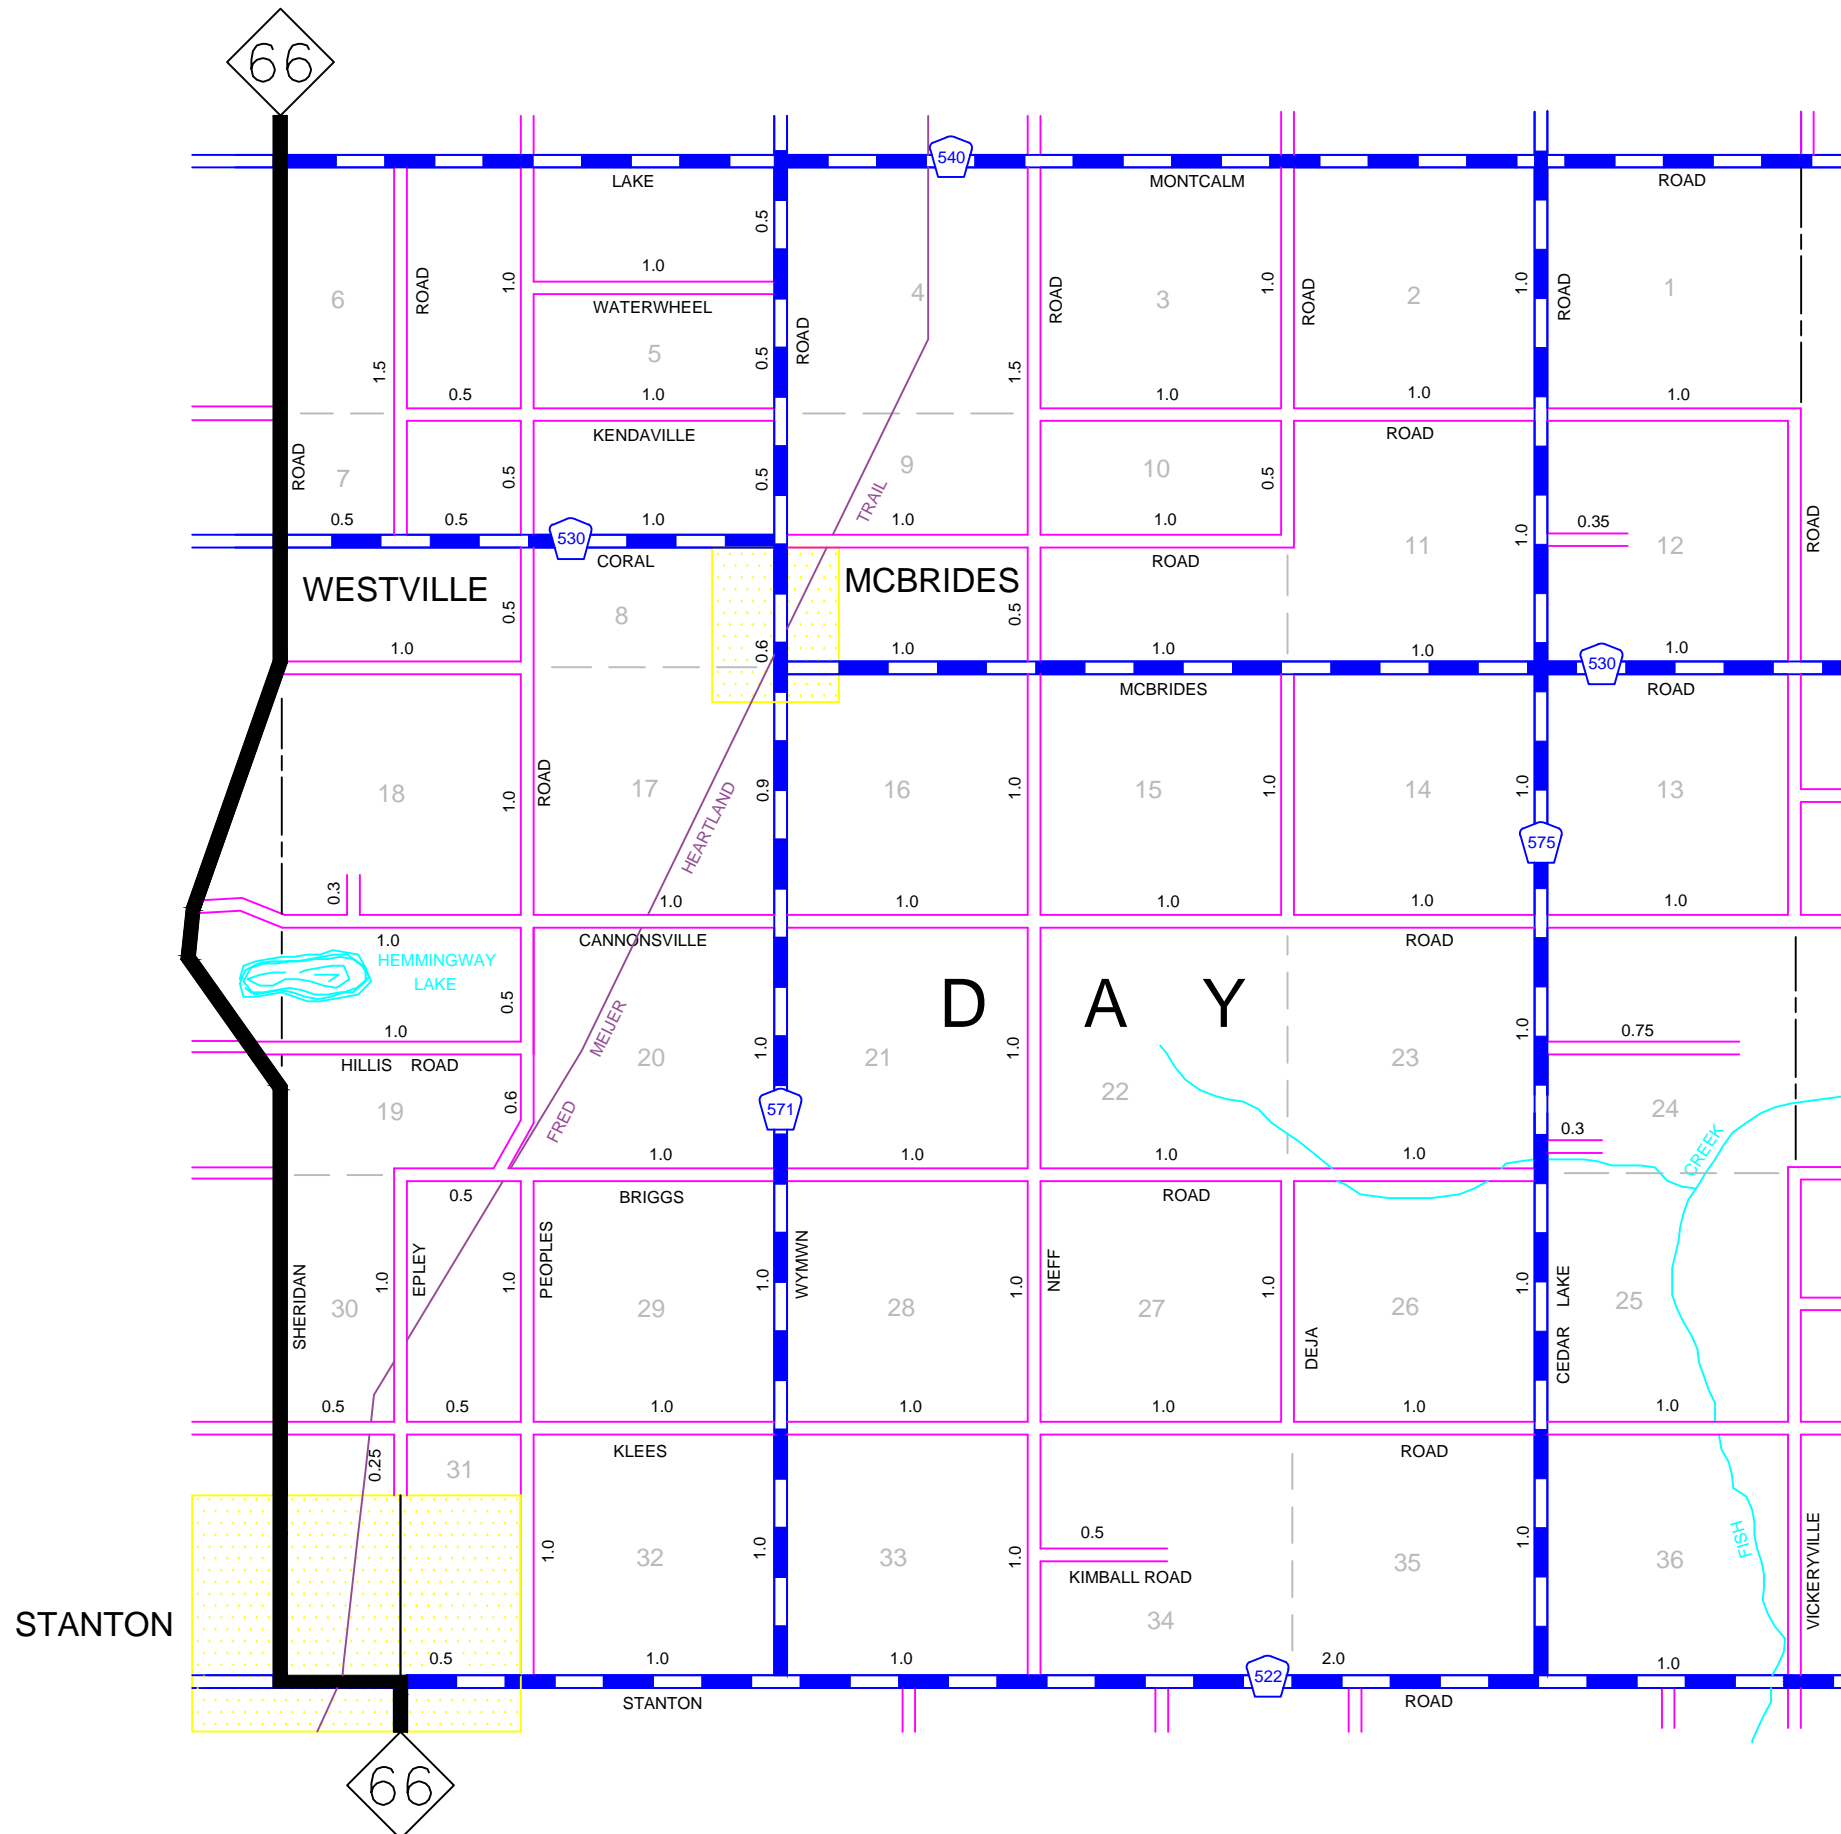 66
540
LAKE
MONTCALM
ROAD
0.5
1.0
ROAD
1.0
WATERWHEEL
6
5
4
ROAD
3
1.0
ROAD
2
1.0
ROAD
1
1.5
0.5
1.0
0.5
ROAD
1.5
1.0
1.0
1.0
KENDAVILLE
ROAD
ROAD
7
0.5
0.5
9
10
0.5
TRAIL
0.5
0.5
1.0
1.0
1.0
1.0
0.35
ROAD
530
CORAL
ROAD
11
12
WESTVILLE
MCBRIDES
8
0.5
0.5
1.0
0.6
1.0
1.0
1.0
1.0
530
MCBRIDES
ROAD
18
1.0
ROAD
17
0.9
16
1.0
15
1.0
14
1.0
13
HEARTLAND
575
0.3
1.0
1.0
1.0
1.0
1.0
1.0
CANNONSVILLE
ROAD
HEMMINGWAY
LAKE
0.5
D A Y
1.0
HILLIS ROAD
MEIJER
20
1.0
21
1.0
22
23
1.0
0.75
19
0.6
FRED
571
24
0.3
CREEK
1.0
1.0
1.0
1.0
0.5
BRIGGS
ROAD
SHERIDAN
30
1.0
EPLEY
1.0
PEOPLES
29
1.0
WYMWN
28
1.0
NEFF
27
1.0
DEJA
26
1.0
CEDAR LAKE
25
0.5
0.5
1.0
1.0
1.0
1.0
1.0
KLEES
ROAD
0.25
31
1.0
32
1.0
33
1.0
0.5
KIMBALL ROAD
34
35
1.0
36
FISH
VICKERYVILLE
STANTON
0.5
1.0
1.0
522
2.0
1.0
STANTON
ROAD
66